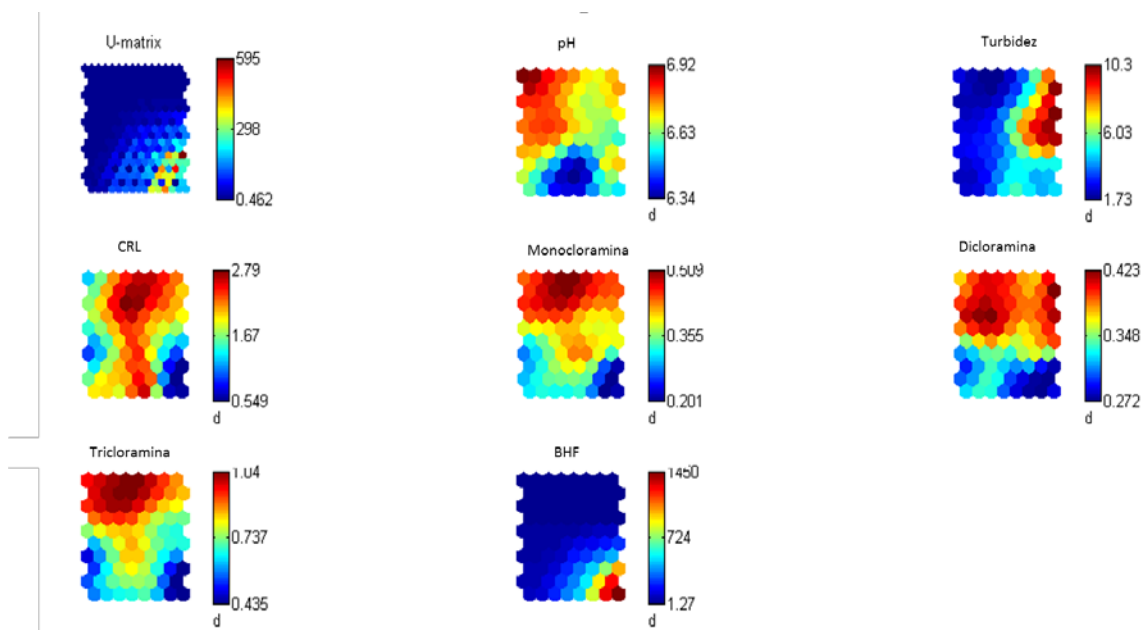 U-matrix
595
298
0.462
pH
6.92
6.63
6.34
d
Turbidez
10.3
6.03
1.73
d
CRL
2.79
1.67
0.549
d
Monocloramina
0.509
0.355
0.201
d
Dicloramina
0.423
0.348
0.272
d
Tricloramina
1.04
0.737
0.435
d
BHF
1450
724
1.27
d